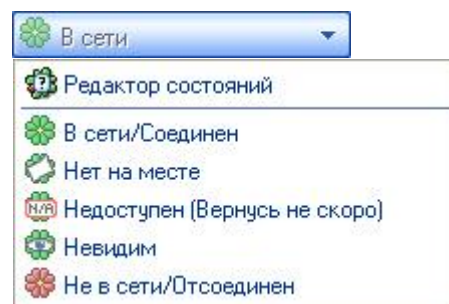 В сети
? Редактор состояний
В сети/Соединен
Нет на месте
N/A Недоступен (Вернусь не скоро)
Невидим
Не в сети/Отсоединен